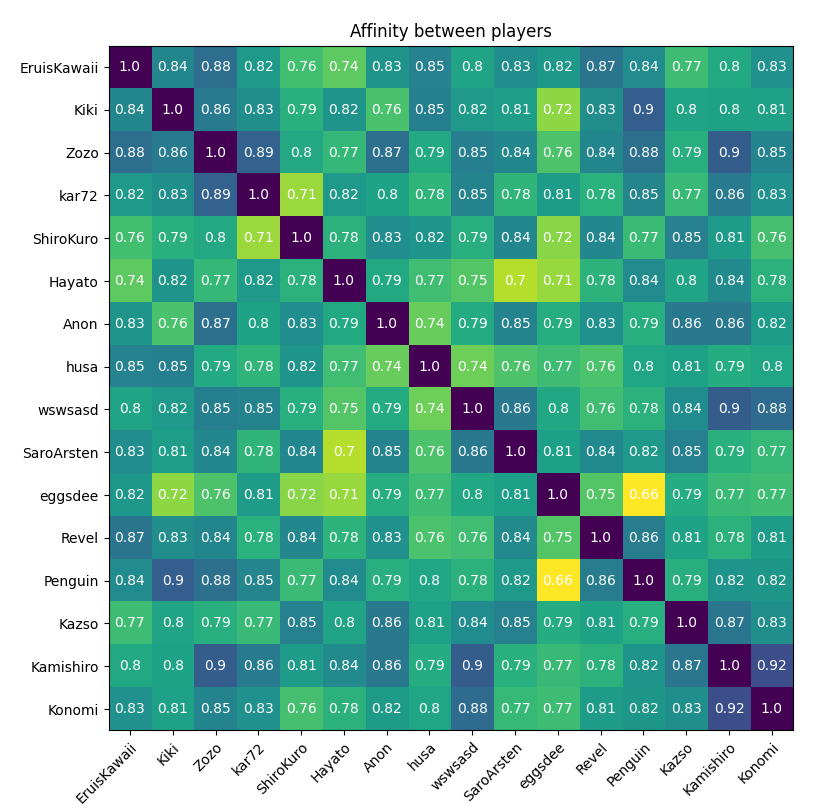 Affinity between players
EruisKawaii 1.0 0.84 0.88 0.82 0.76 0.74 0.83 0.85 0.8 0.83 0.82 0.87 0.84 0.77 0.8 0.83
Kiki 0.84 1.0 0.86 0.83 0.79 0.82 0.76 0.85 0.82 0.81 0.72 0.83 0.9 0.8 0.8 0.81
Zozo 0.88 0.86 1.0 0.89 0.8 0.77 0.87 0.79 0.85 0.84 0.76 0.84 0.88 0.79 0.9 0.85
kar72 0.82 0.83 0.89 1.0 0.71 0.82 0.8 0.78 0.85 0.78 0.81 0.78 0.85 0.77 0.86 0.83
ShiroKuro 0.76 0.79 0.8 0.71 1.0 0.78 0.83 0.82 0.79 0.84 0.72 0.84 0.77 0.85 0.81 0.76
Hayato 0.74 0.82 0.77 0.82 0.78 1.0 0.79 0.77 0.75 0.7 0.71 0.78 0.84 0.8 0.84 0.78
Anon 0.83 0.76 0.87 0.8 0.83 0.79 1.0 0.74 0.79 0.85 0.79 0.83 0.79 0.86 0.86 0.82
husa 0.85 0.85 0.79 0.78 0.82 0.77 0.74 1.0 0.74 0.76 0.77 0.76 0.8 0.81 0.79 0.8
wswsasd 0.8 0.82 0.85 0.85 0.79 0.75 0.79 0.74 1.0 0.86 0.8 0.76 0.78 0.84 0.9 0.88
SaroArsten 0.83 0.81 0.84 0.78 0.84 0.7 0.85 0.76 0.86 1.0 0.81 0.84 0.82 0.85 0.79 0.77
eggsdee 0.82 0.72 0.76 0.81 0.72 0.71 0.79 0.77 0.8 0.81 1.0 0.75 0.66 0.79 0.77 0.77
Revel 0.87 0.83 0.84 0.78 0.84 0.78 0.83 0.76 0.76 0.84 0.75 1.0 0.86 0.81 0.78 0.81
Penguin 0.84 0.9 0.88 0.85 0.77 0.84 0.79 0.8 0.78 0.82 0.66 0.86 1.0 0.79 0.82 0.82
Kazso 0.77 0.8 0.79 0.77 0.85 0.8 0.86 0.81 0.84 0.85 0.79 0.81 0.79 1.0 0.87 0.83
Kamishiro 0.8 0.8 0.9 0.86 0.81 0.84 0.86 0.79 0.9 0.79 0.77 0.78 0.82 0.87 1.0 0.92
Konomi 0.83 0.81 0.85 0.83 0.76 0.78 0.82 0.8 0.88 0.77 0.77 0.81 0.82 0.83 0.92 1.0
EruisKawaii Kiki Zozo kar72 ShiroKuro Hayato Anon husa wswsasd SaroArsten eggsdee Revel Penguin Kazso Kamishiro Konomi